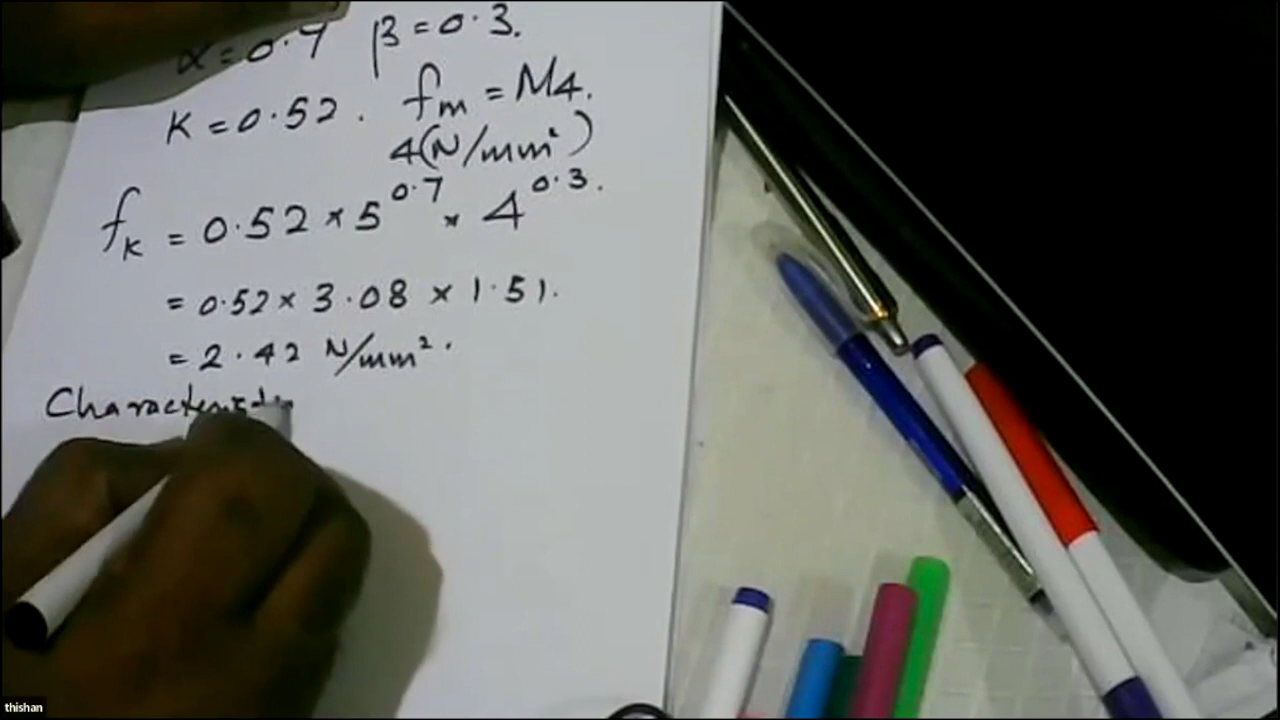 α = 0.7 β = 0.3.
K = 0.52. fm = M4.
4(N/mm²)
fk = 0.52 × 5^0.7 × 4^0.3.
= 0.52 × 3.08 × 1.51.
= 2.42 N/mm².
thishan